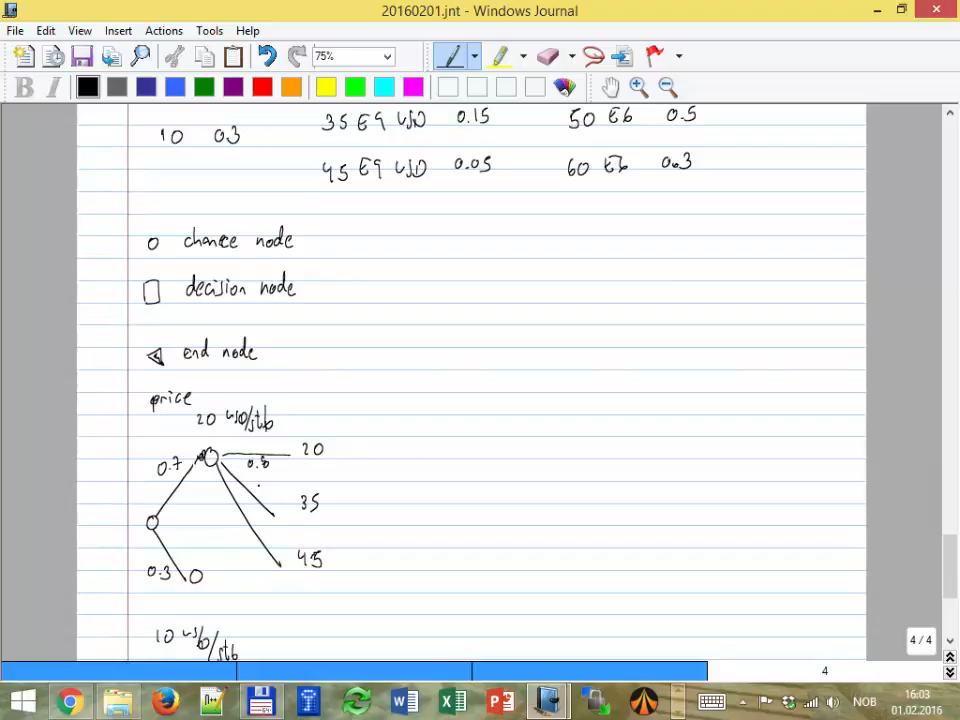 20160201.jnt - Windows Journal
File Edit View Insert Actions Tools Help
75%
B I
35 E9 USD 0.15 50 E6 0.5
10 0.3
45 E9 USD 0.05 60 E6 0.3
o chance node
decision node
end node
price
20 USD/stb
0.7 20
0.8
35
45
0.3
10 USD/stb
4 / 4
4
NOB
16:03
01.02.2016